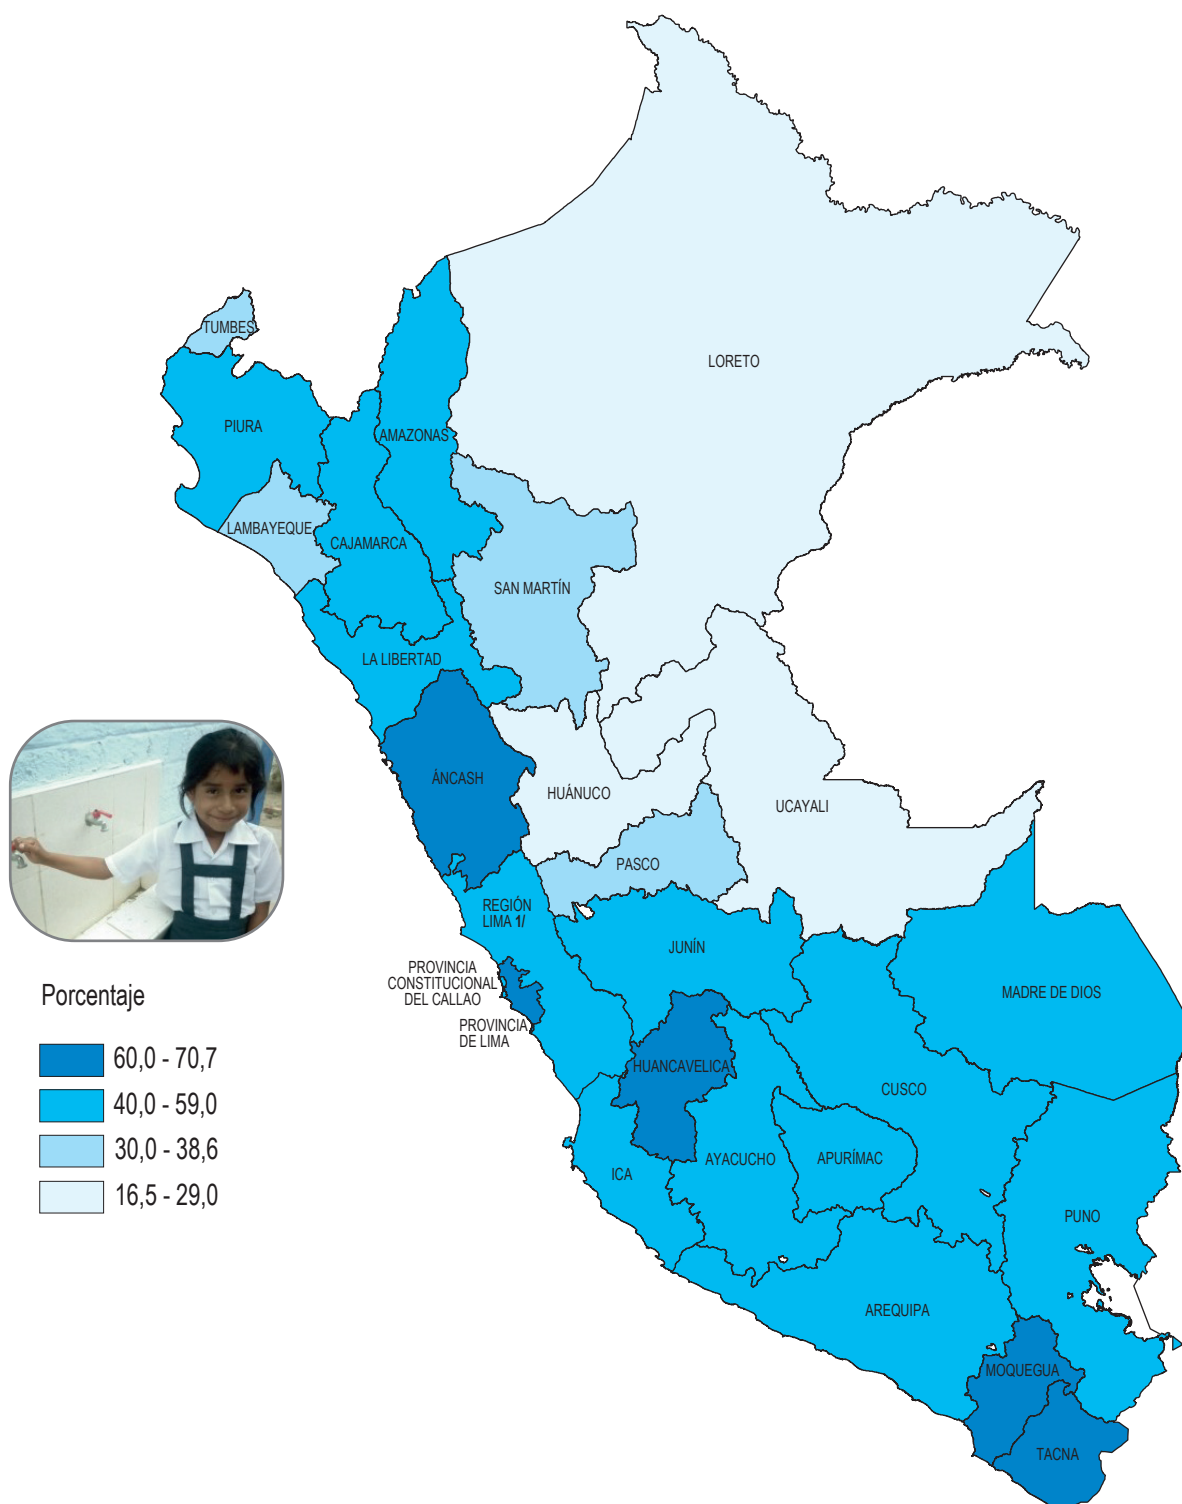 TUMBES
LORETO
PIURA
AMAZONAS
LAMBAYEQUE
CAJAMARCA
SAN MARTÍN
LA LIBERTAD
ÁNCASH
HUÁNUCO
UCAYALI
PASCO
REGIÓN
LIMA 1/
JUNÍN
PROVINCIA
CONSTITUCIONAL
DEL CALLAO
MADRE DE DIOS
PROVINCIA
DE LIMA
HUANCAVELICA
CUSCO
AYACUCHO
APURÍMAC
ICA
PUNO
AREQUIPA
MOQUEGUA
TACNA
Porcentaje
60,0 - 70,7
40,0 - 59,0
30,0 - 38,6
16,5 - 29,0